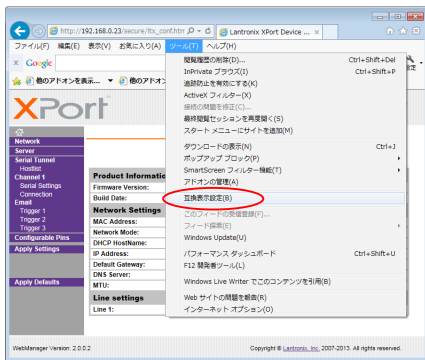 http://192.168.0.23/secure/ltx_conf.htm
Lantronix XPort Device ...
ファイル(F) 編集(E) 表示(V) お気に入り(A) ツール(T) ヘルプ(H)
Google
他のアドオンを表示...
他のアドオン
XPort
閲覧履歴の削除(D)... Ctrl+Shift+Del
InPrivate ブラウズ(I) Ctrl+Shift+P
追跡防止を有効にする(K)
ActiveX フィルター(X)
接続の問題を修正(C)...
最終閲覧セッションを再度開く(S)
スタート メニューにサイトを追加(M)
ダウンロードの表示(N) Ctrl+J
ポップアップ ブロック(P)
SmartScreen フィルター機能(T)
アドオンの管理(A)
互換表示設定(B)
このフィードの受信登録(F)...
フィード探索(E)
Windows Update(U)
パフォーマンス ダッシュボード Ctrl+Shift+U
F12 開発者ツール(L)
Windows Live Writer でこのコンテンツを引用(B)
Web サイトの問題を報告(R)
インターネット オプション(O)
Network
Server
Serial Tunnel
Hostlist
Channel 1
Serial Settings
Connection
Email
Trigger 1
Trigger 2
Trigger 3
Configurable Pins
Apply Settings
Apply Defaults
Product Informatio
Firmware Version:
Build Date:
Network Settings
MAC Address:
Network Mode:
DHCP HostName:
IP Address:
Default Gateway:
DNS Server:
MTU:
Line settings
Line 1:
WebManager Version: 2.0.0.2
Copyright © Lantronix, Inc. 2007-2013. All rights reserved.